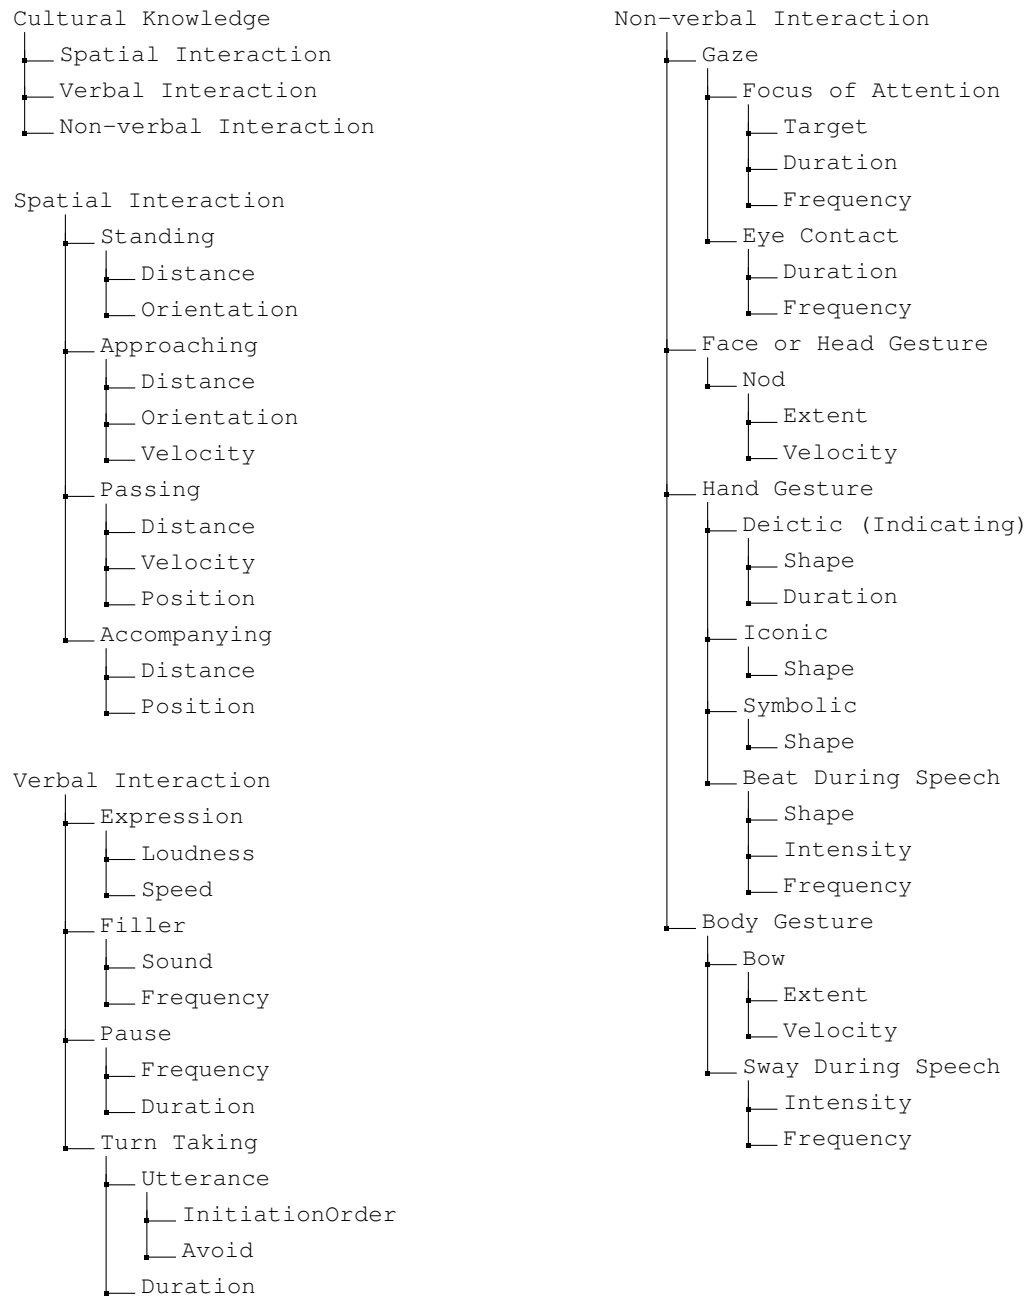 Cultural Knowledge
Spatial Interaction
Verbal Interaction
Non-verbal Interaction
Spatial Interaction
Standing
Distance
Orientation
Approaching
Distance
Orientation
Velocity
Passing
Distance
Velocity
Position
Accompanying
Distance
Position
Verbal Interaction
Expression
Loudness
Speed
Filler
Sound
Frequency
Pause
Frequency
Duration
Turn Taking
Utterance
InitiationOrder
Avoid
Duration
Non-verbal Interaction
Gaze
Focus of Attention
Target
Duration
Frequency
Eye Contact
Duration
Frequency
Face or Head Gesture
Nod
Extent
Velocity
Hand Gesture
Deictic (Indicating)
Shape
Duration
Iconic
Shape
Symbolic
Shape
Beat During Speech
Shape
Intensity
Frequency
Body Gesture
Bow
Extent
Velocity
Sway During Speech
Intensity
Frequency